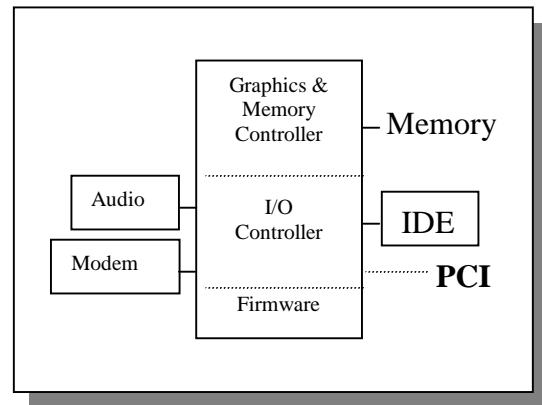 Graphics &
Memory
Controller
Memory
Audio
I/O
Controller
IDE
Modem
PCI
Firmware